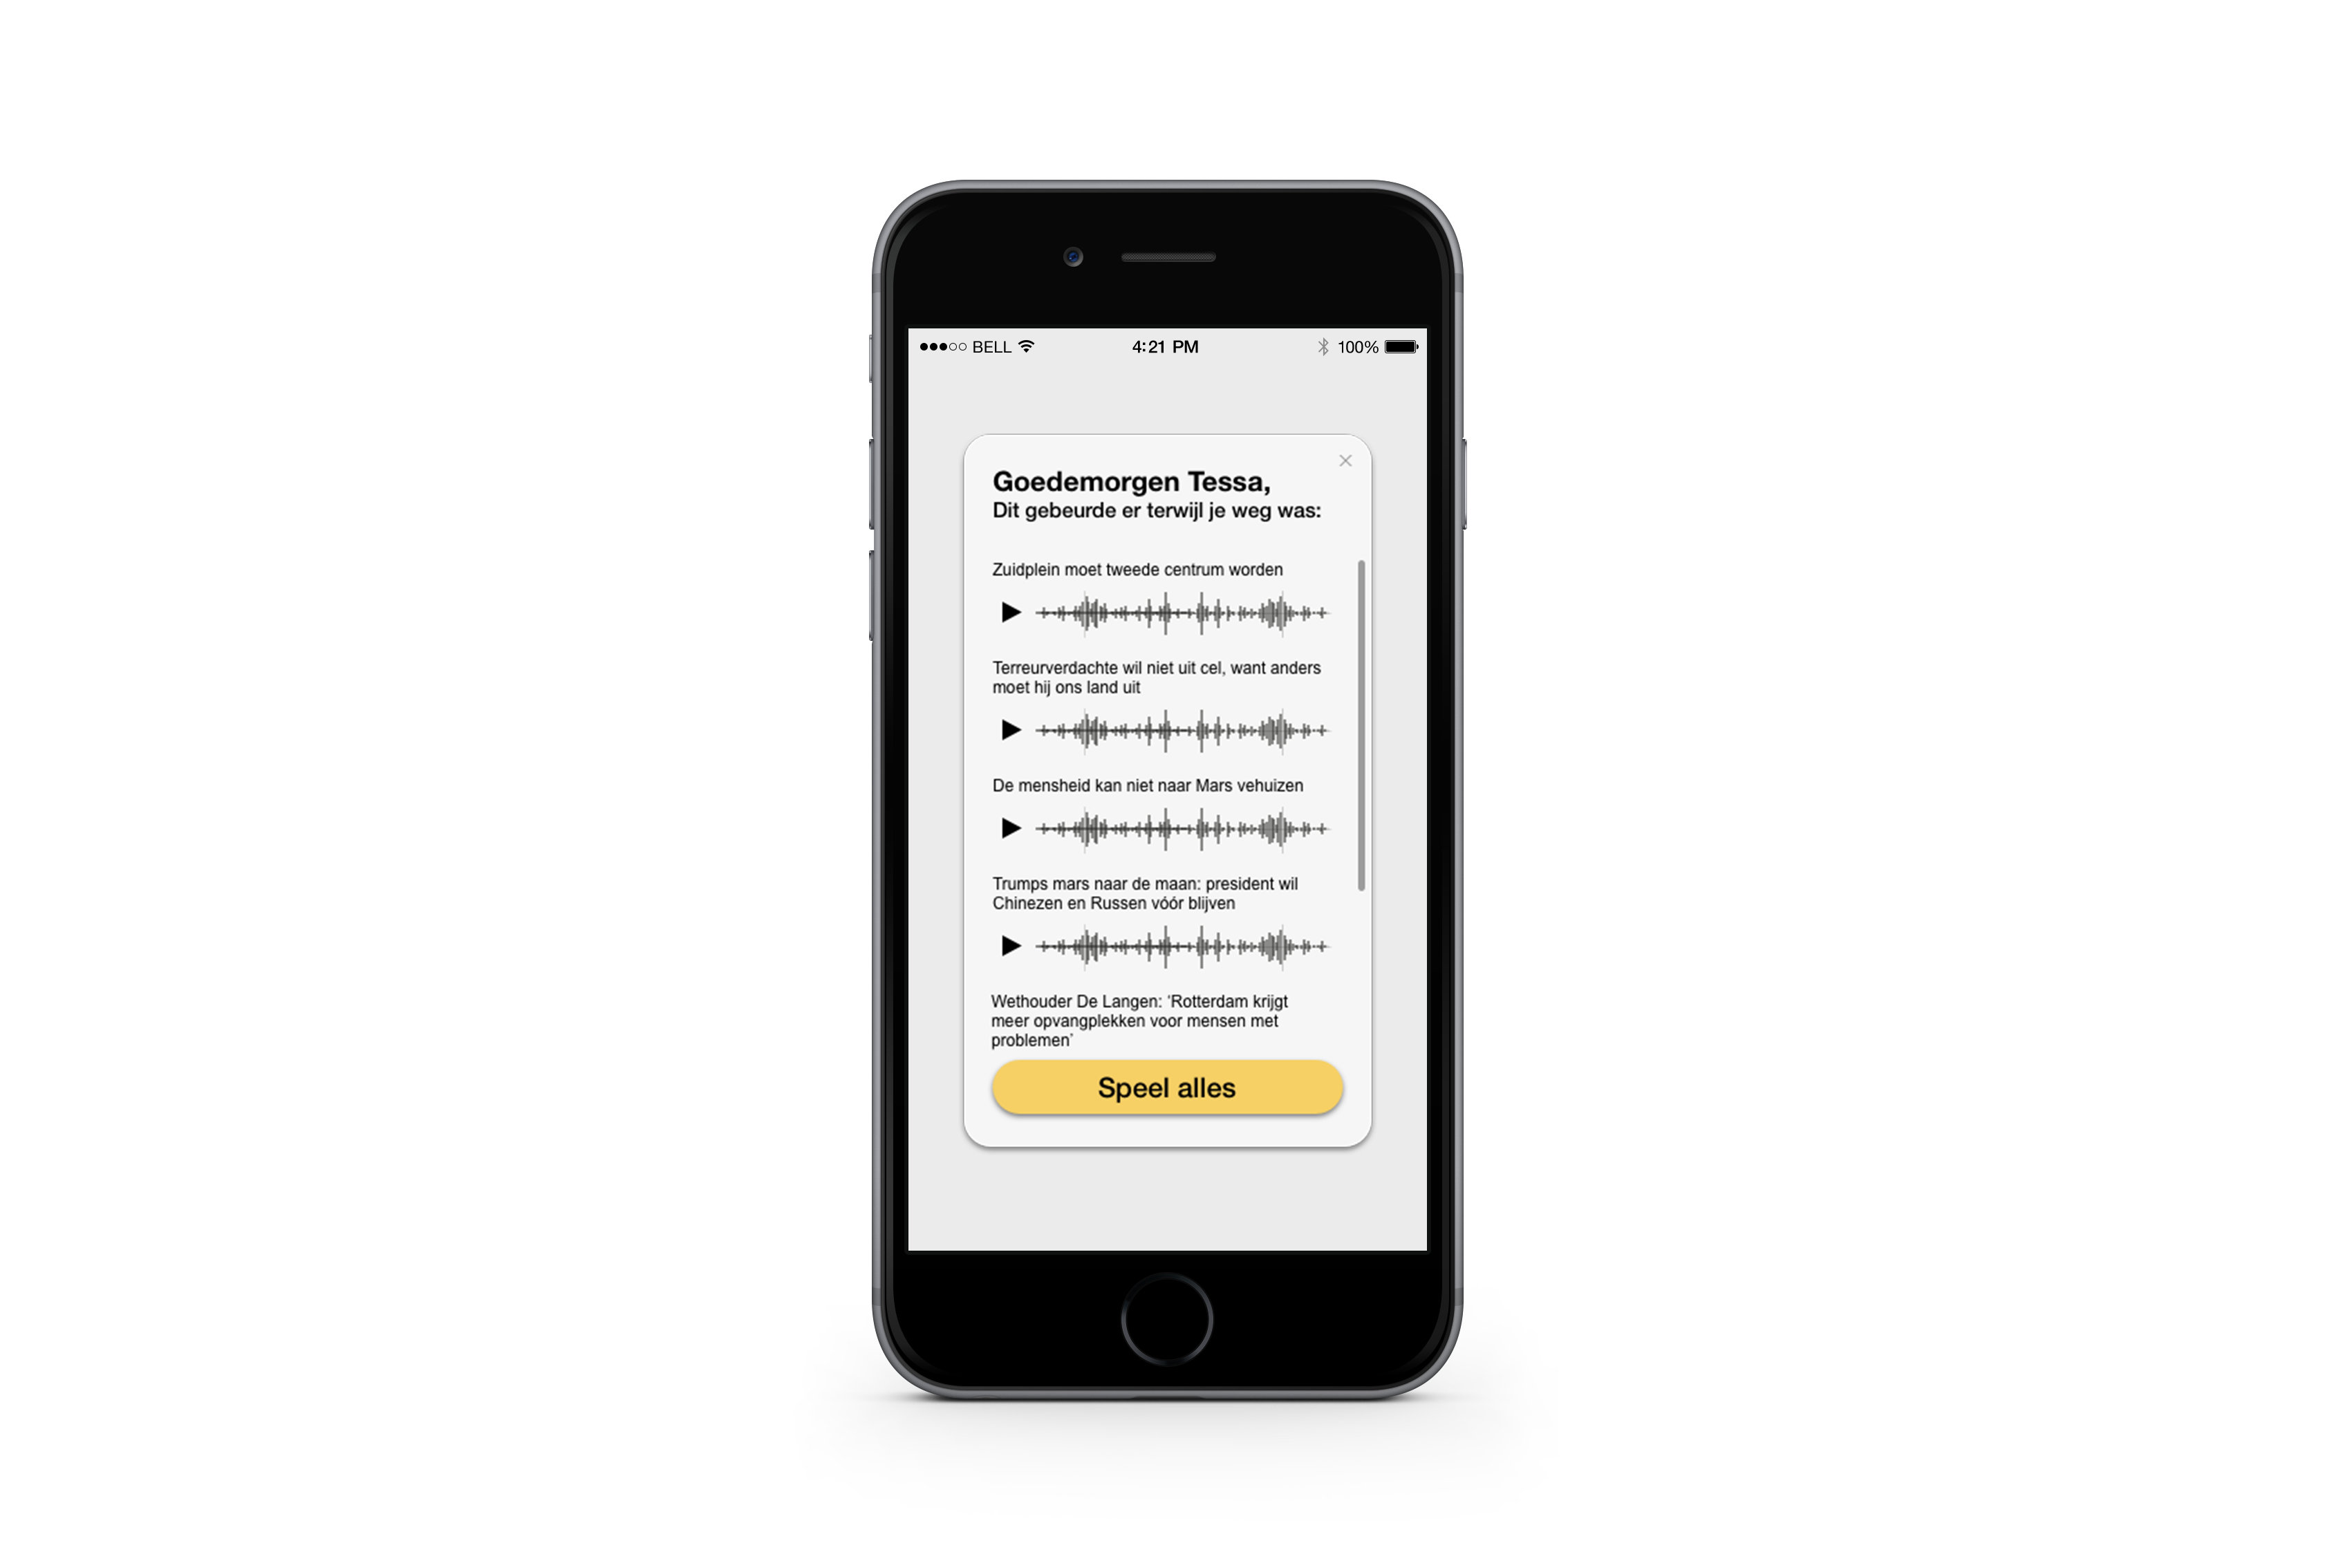 BELL 4:21 PM 100%
Goedemorgen Tessa,
Dit gebeurde er terwijl je weg was:
Zuidplein moet tweede centrum worden
Terreurverdachte wil niet uit cel, want anders
moet hij ons land uit
De mensheid kan niet naar Mars vehuizen
Trumps mars naar de maan: president wil
Chinezen en Russen vóór blijven
Wethouder De Langen: 'Rotterdam krijgt
meer opvangplekken voor mensen met
problemen'
Speel alles